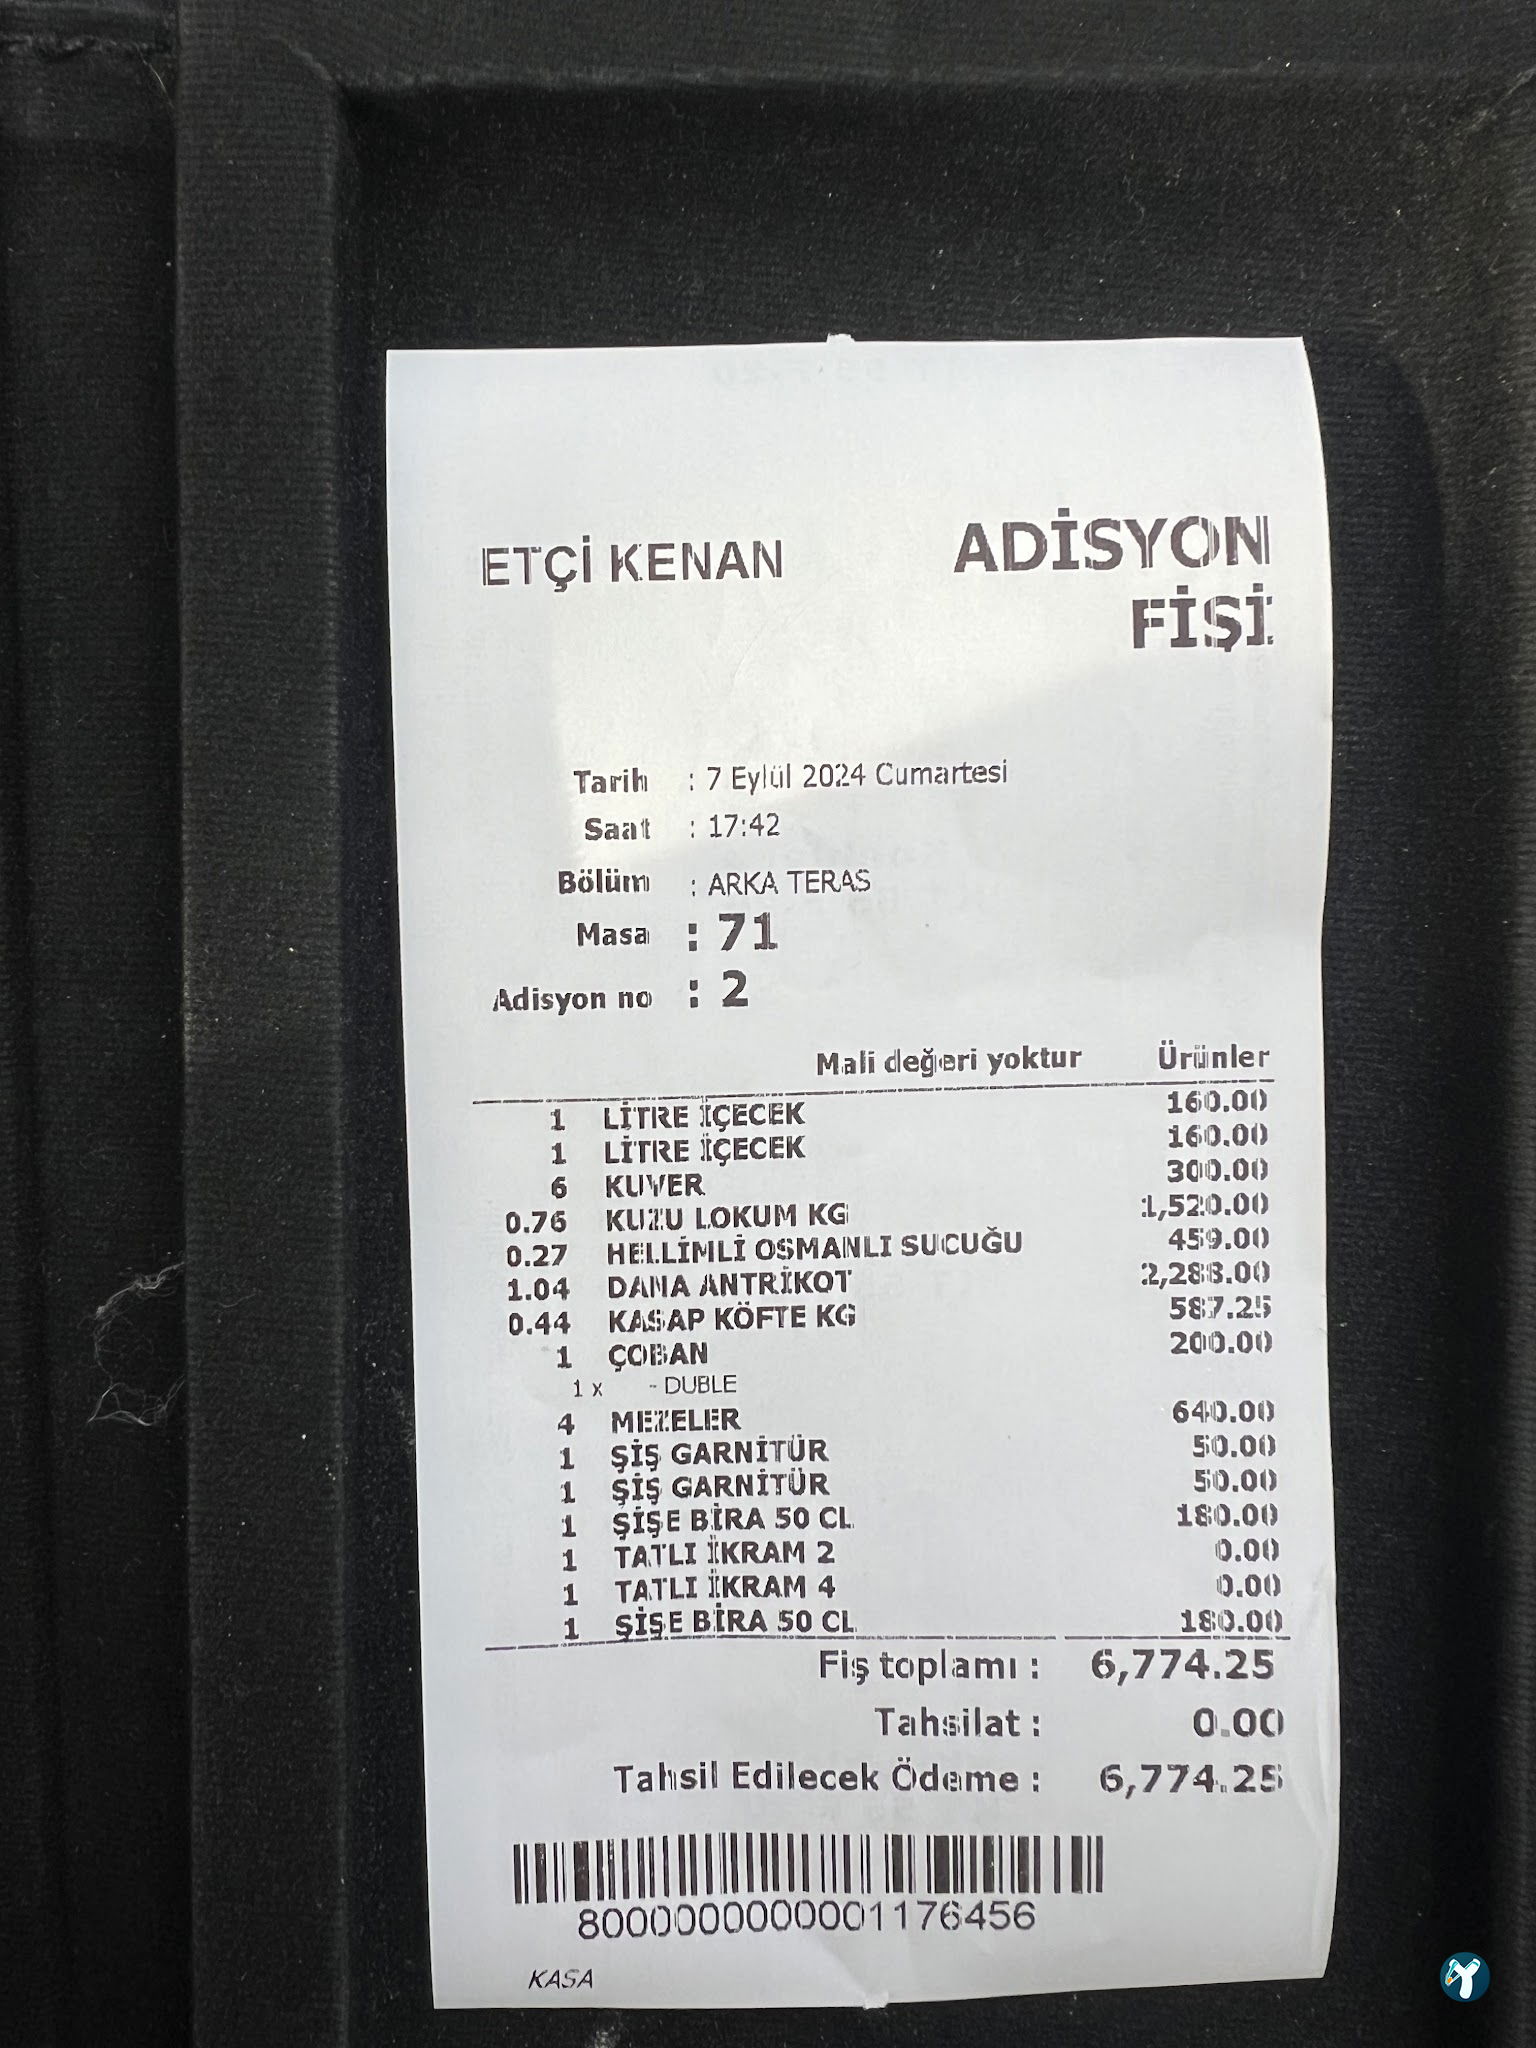 ETÇİ KENAN
ADİSYON
FİŞİ
Tarih : 7 Eylül 2024 Cumartesi
Saat : 17:42
Bölüm : ARKA TERAS
Masa : 71
Adisyon no : 2
Mali değeri yoktur Ürünler
1 LİTRE İÇECEK 160.00
1 LİTRE İÇECEK 160.00
6 KUVER 300.00
0.76 KUZU LOKUM KG 1,520.00
0.27 HELLİMLİ OSMANLI SUCUĞU 459.00
1.04 DANA ANTRİKOT 2,288.00
0.44 KASAP KÖFTE KG 587.25
1 ÇOBAN 200.00
1 x - DUBLE
4 MEZELER 640.00
1 ŞİŞ GARNİTÜR 50.00
1 ŞİŞ GARNİTÜR 50.00
1 ŞİŞE BİRA 50 CL 180.00
1 TATLI İKRAM 2 0.00
1 TATLI İKRAM 4 0.00
1 ŞİŞE BİRA 50 CL 180.00
Fiş toplamı : 6,774.25
Tahsilat : 0.00
Tahsil Edilecek Ödeme : 6,774.25
8000000000001176456
KASA